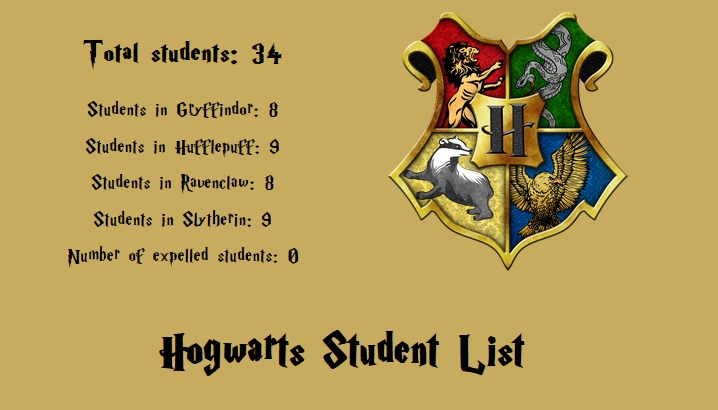 Total students: 34
Students in Gryffindor: 8
Students in Hufflepuff: 9
Students in Ravenclaw: 8
Students in Slytherin: 9
Number of expelled students: 0
H
Hogwarts Student List